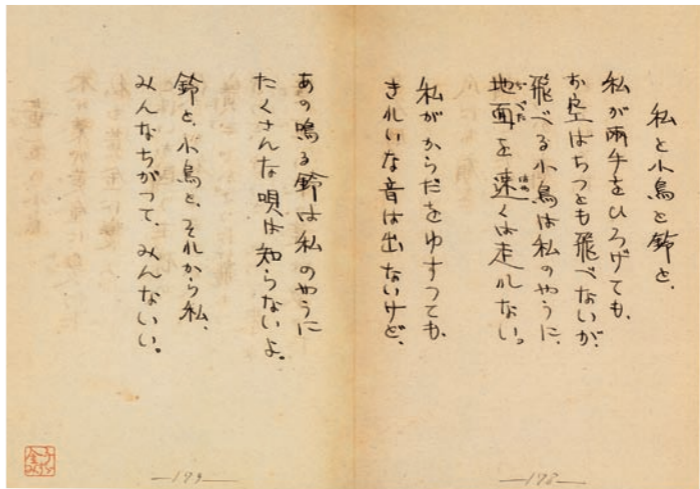 私と小鳥と鈴と、
私が両手をひろげても、
お空はちつとも飛べないが、
飛べる小鳥は私のやうに、
地面を速くは走れない。
私がからだをゆすつても、
きれいな音は出ないけど、
あの鳴る鈴は私のやうに
たくさんな唄は知らないよ。
鈴と、小鳥と、それから私、
みんなちがつて、みんないい。
—178—
—179—